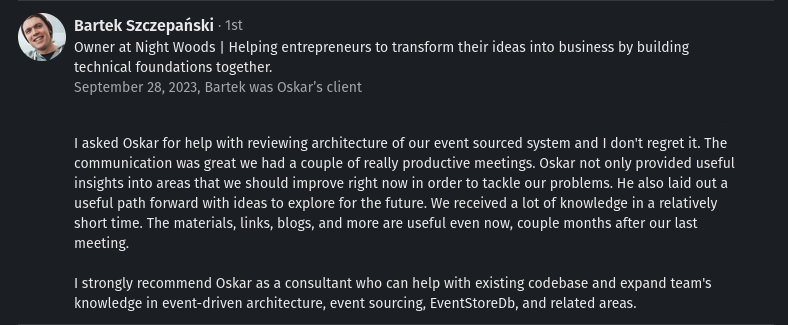 Bartek Szczepański · 1st
Owner at Night Woods | Helping entrepreneurs to transform their ideas into business by building
technical foundations together.
September 28, 2023, Bartek was Oskar’s client
I asked Oskar for help with reviewing architecture of our event sourced system and I don't regret it. The
communication was great we had a couple of really productive meetings. Oskar not only provided useful
insights into areas that we should improve right now in order to tackle our problems. He also laid out a
useful path forward with ideas to explore for the future. We received a lot of knowledge in a relatively
short time. The materials, links, blogs, and more are useful even now, couple months after our last
meeting.
I strongly recommend Oskar as a consultant who can help with existing codebase and expand team's
knowledge in event-driven architecture, event sourcing, EventStoreDb, and related areas.